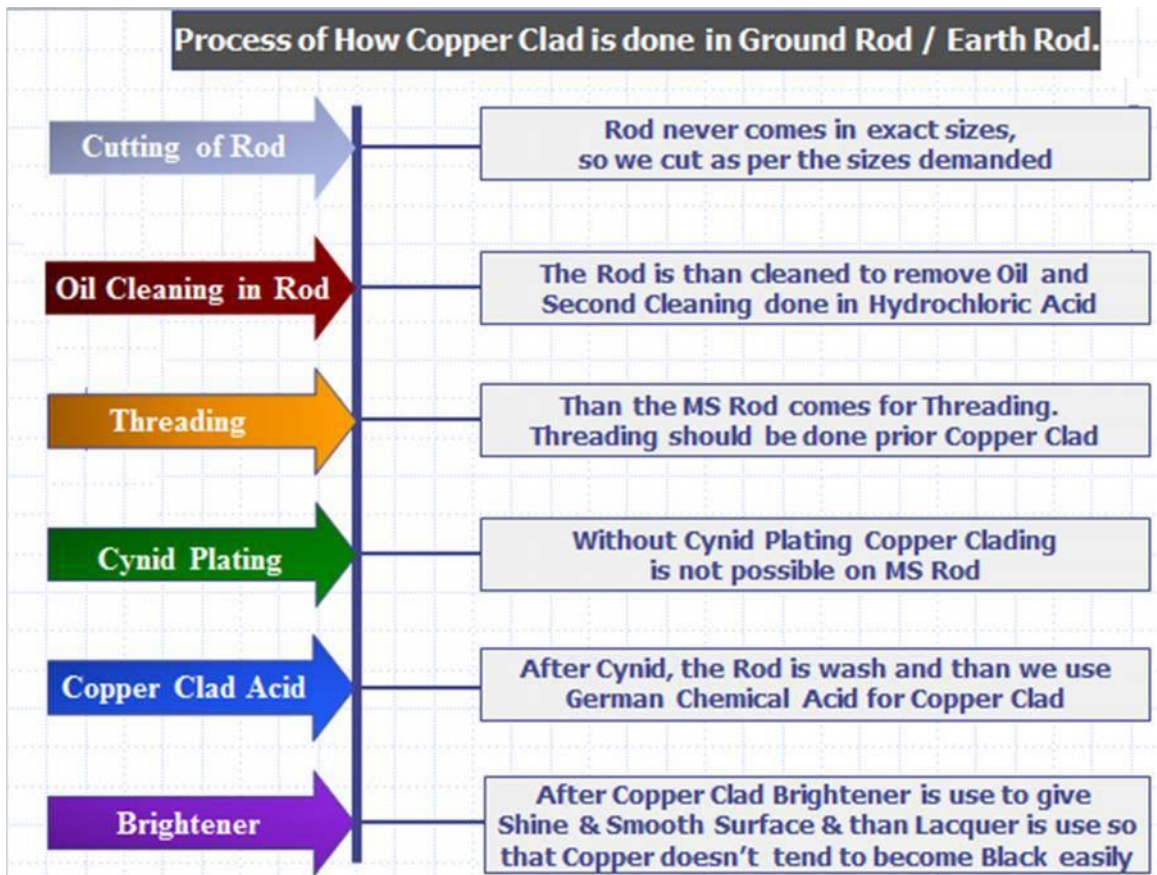 Process of How Copper Clad is done in Ground Rod / Earth Rod.
Cutting of Rod
Rod never comes in exact sizes,
so we cut as per the sizes demanded
Oil Cleaning in Rod
The Rod is than cleaned to remove Oil and
Second Cleaning done in Hydrochloric Acid
Threading
Than the MS Rod comes for Threading.
Threading should be done prior Copper Clad
Cynid Plating
Without Cynid Plating Copper Clading
is not possible on MS Rod
Copper Clad Acid
After Cynid, the Rod is wash and than we use
German Chemical Acid for Copper Clad
Brightener
After Copper Clad Brightener is use to give
Shine & Smooth Surface & than Lacquer is use so
that Copper doesn't tend to become Black easily